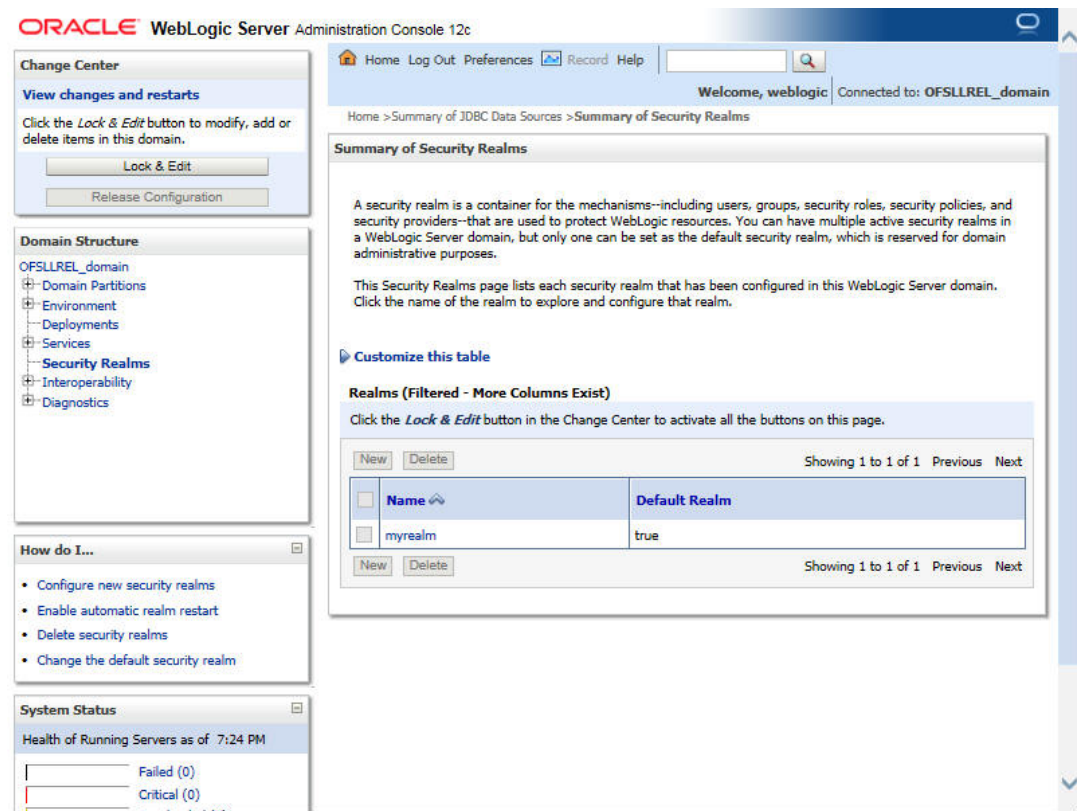 ORACLE WebLogic Server Administration Console 12c
Change Center
View changes and restarts
Click the Lock & Edit button to modify, add or
delete items in this domain.
Lock & Edit
Release Configuration
Domain Structure
OFSLLREL_domain
Domain Partitions
Environment
Deployments
Services
Security Realms
Interoperability
Diagnostics
How do I...
Configure new security realms
Enable automatic realm restart
Delete security realms
Change the default security realm
System Status
Health of Running Servers as of 7:24 PM
Failed (0)
Critical (0)
Home Log Out Preferences Record Help
Welcome, weblogic Connected to: OFSLLREL_domain
Home >Summary of JDBC Data Sources >Summary of Security Realms
Summary of Security Realms
A security realm is a container for the mechanisms--including users, groups, security roles, security policies, and
security providers--that are used to protect WebLogic resources. You can have multiple active security realms in
a WebLogic Server domain, but only one can be set as the default security realm, which is reserved for domain
administrative purposes.
This Security Realms page lists each security realm that has been configured in this WebLogic Server domain.
Click the name of the realm to explore and configure that realm.
Customize this table
Realms (Filtered - More Columns Exist)
Click the Lock & Edit button in the Change Center to activate all the buttons on this page.
New Delete Showing 1 to 1 of 1 Previous Next
Name Default Realm
myrealm true
New Delete Showing 1 to 1 of 1 Previous Next